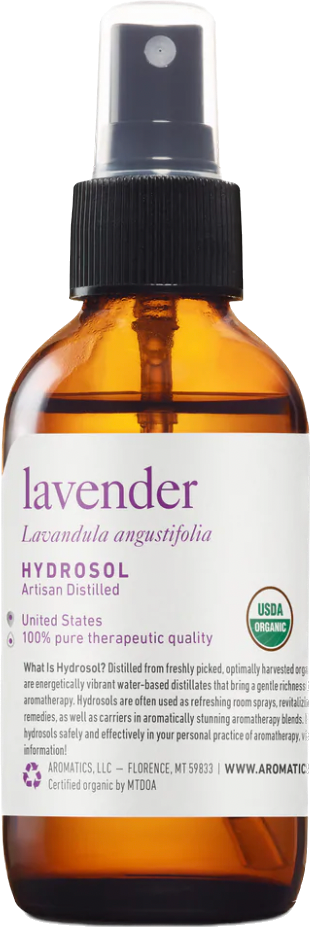 lavender
Lavandula angustifolia
HYDROSOL
Artisan Distilled
United States
100% pure therapeutic quality
USDA
ORGANIC
What Is Hydrosol? Distilled from freshly picked, optimally harvested
are energetically vibrant water-based distillates that bring a gentle richness
aromatherapy. Hydrosols are often used as refreshing room sprays,
remedies, as well as carriers in aromatically stunning aromatherapy blends.
hydrosols safely and effectively in your personal practice of aromatherapy,
information!
AROMATICS, LLC — FLORENCE, MT 59833 | WWW.AROMATIC
Certified organic by MTDOA